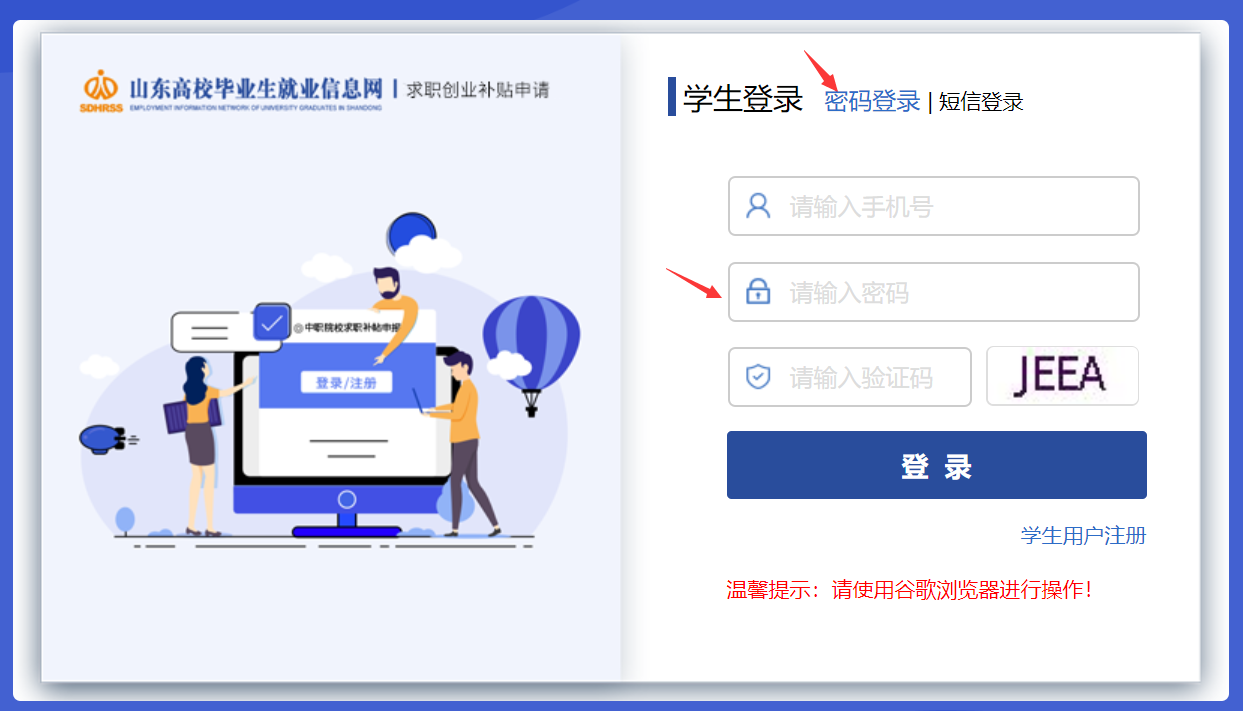 山东高校毕业生就业信息网 | 求职创业补贴申请
SDHRSS EMPLOYMENT INFORMATION NETWORK OF UNIVERSITY GRADUATES IN SHANDONG
@中职院校求职补帖申报
登录/注册
学生登录 密码登录 | 短信登录
请输入手机号
请输入密码
请输入验证码 JEEA
登 录
学生用户注册
温馨提示：请使用谷歌浏览器进行操作！